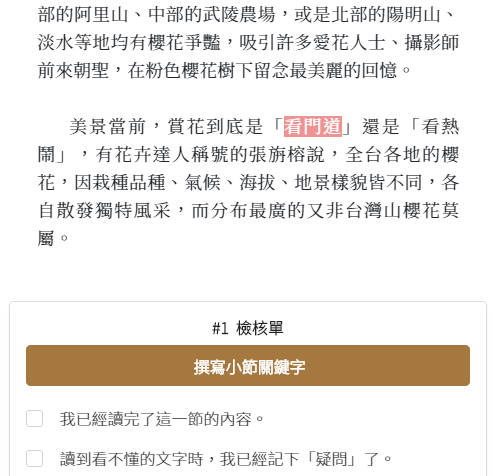 部的阿里山、中部的武陵農場，或是北部的陽明山、
淡水等地均有櫻花爭豔，吸引許多愛花人士、攝影師
前來朝聖，在粉色櫻花樹下留念最美麗的回憶。
美景當前，賞花到底是「看門道」還是「看熱
鬧」，有花卉達人稱號的張旃榕說，全台各地的櫻
花，因栽種品種、氣候、海拔、地景樣貌皆不同，各
自散發獨特風采，而分布最廣的又非台灣山櫻花莫
屬。
#1 檢核單
撰寫小節關鍵字
我已經讀完了這一節的內容。
讀到看不懂的文字時，我已經記下「疑問」了。